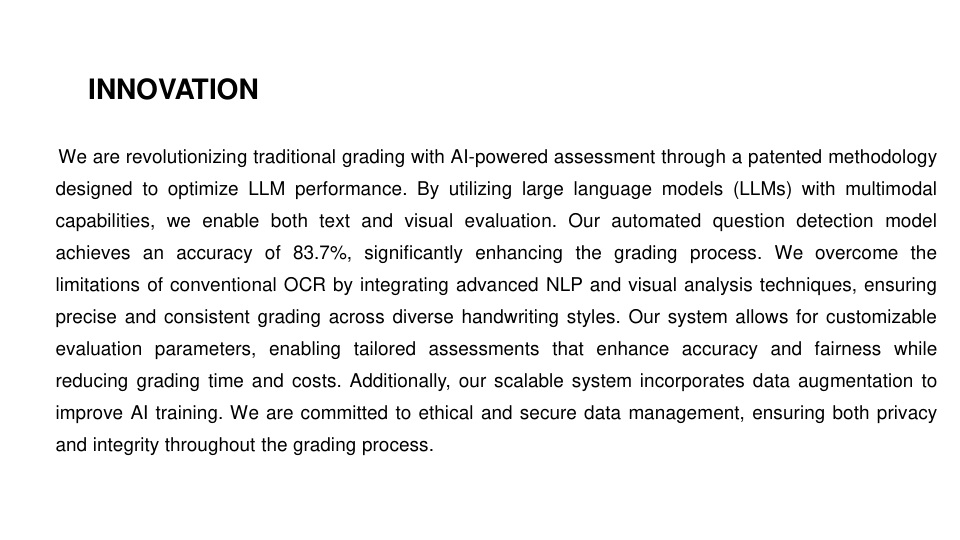 INNOVATION
We are revolutionizing traditional grading with AI-powered assessment through a patented methodology
designed to optimize LLM performance. By utilizing large language models (LLMs) with multimodal
capabilities, we enable both text and visual evaluation. Our automated question detection model
achieves an accuracy of 83.7%, significantly enhancing the grading process. We overcome the
limitations of conventional OCR by integrating advanced NLP and visual analysis techniques, ensuring
precise and consistent grading across diverse handwriting styles. Our system allows for customizable
evaluation parameters, enabling tailored assessments that enhance accuracy and fairness while
reducing grading time and costs. Additionally, our scalable system incorporates data augmentation to
improve AI training. We are committed to ethical and secure data management, ensuring both privacy
and integrity throughout the grading process.